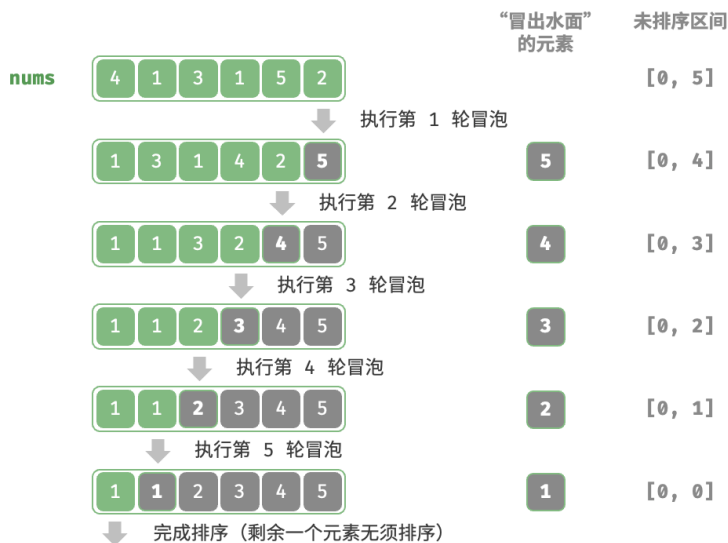 “冒出水面”
的元素
未排序区间
nums 4 1 3 1 5 2 [0, 5]
执行第 1 轮冒泡
1 3 1 4 2 5 5 [0, 4]
执行第 2 轮冒泡
1 1 3 2 4 5 4 [0, 3]
执行第 3 轮冒泡
1 1 2 3 4 5 3 [0, 2]
执行第 4 轮冒泡
1 1 2 3 4 5 2 [0, 1]
执行第 5 轮冒泡
1 1 2 3 4 5 1 [0, 0]
完成排序（剩余一个元素无须排序）